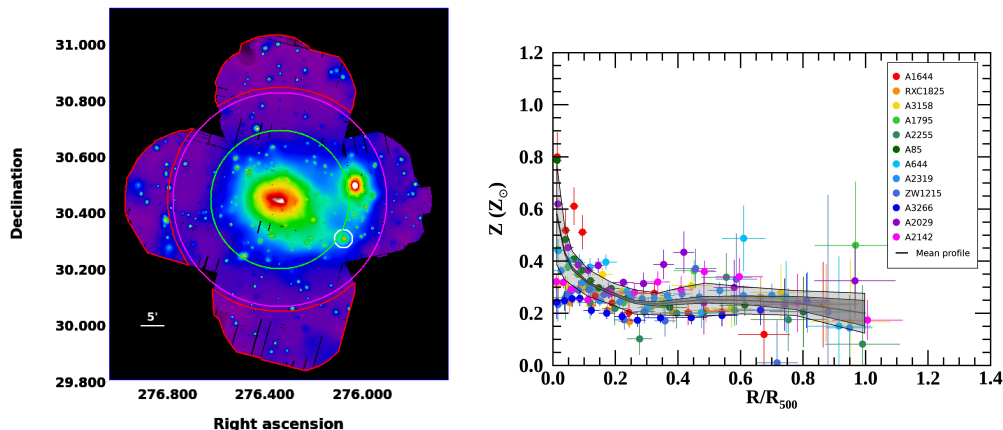 31.000
30.800
30.600
30.400
30.200
30.000
29.800
Declination
5'
276.800
276.400
276.000
Right ascension
1.2
1.0
0.8
0.6
0.4
0.2
0.0
Z (Z⊙)
A1644
RXC1825
A3158
A1795
A2255
A85
A644
A2319
ZW1215
A3266
A2029
A2142
Mean profile
0.0
0.2
0.4
0.6
0.8
1.0
1.2
1.4
R/R500